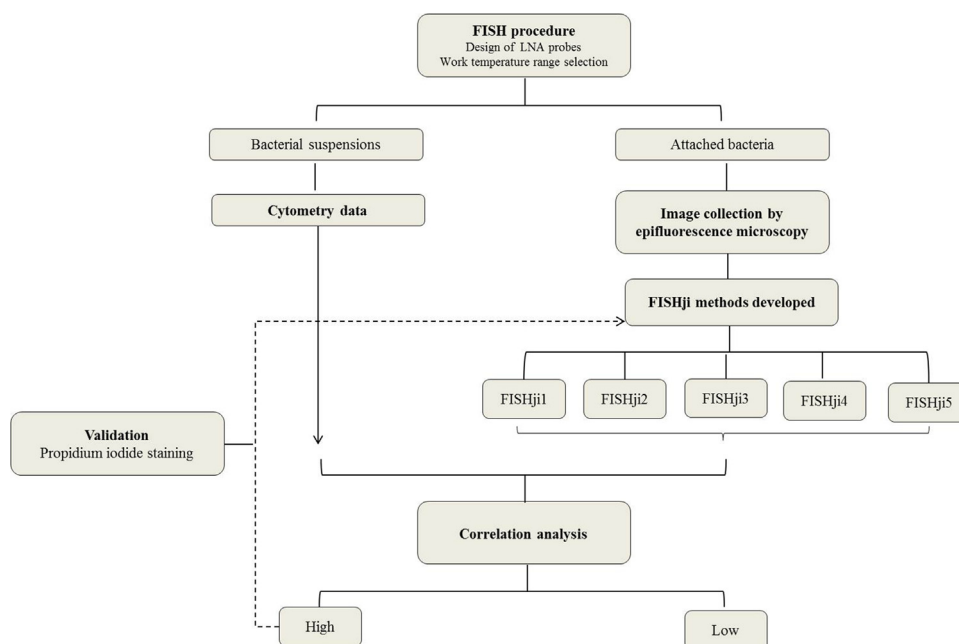 FISH procedure
Design of LNA probes
Work temperature range selection
Bacterial suspensions
Attached bacteria
Cytometry data
Image collection by
epifluorescence microscopy
FISHji methods developed
FISHji1
FISHji2
FISHji3
FISHji4
FISHji5
Validation
Propidium iodide staining
Correlation analysis
High
Low